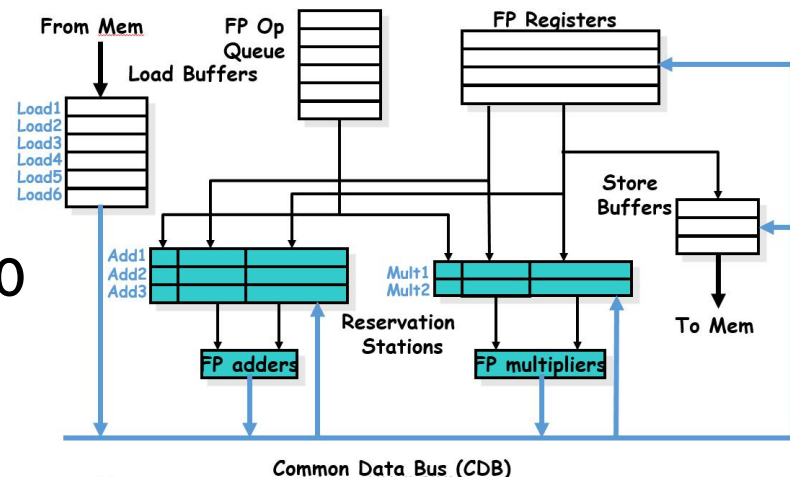 From Mem
FP Op
Queue
FP Registers
Load Buffers
Load1
Load2
Load3
Load4
Load5
Load6
Store
Buffers
Add1
Add2
Add3
Mult1
Mult2
Reservation
Stations
To Mem
FP adders
FP multipliers
Common Data Bus (CDB)